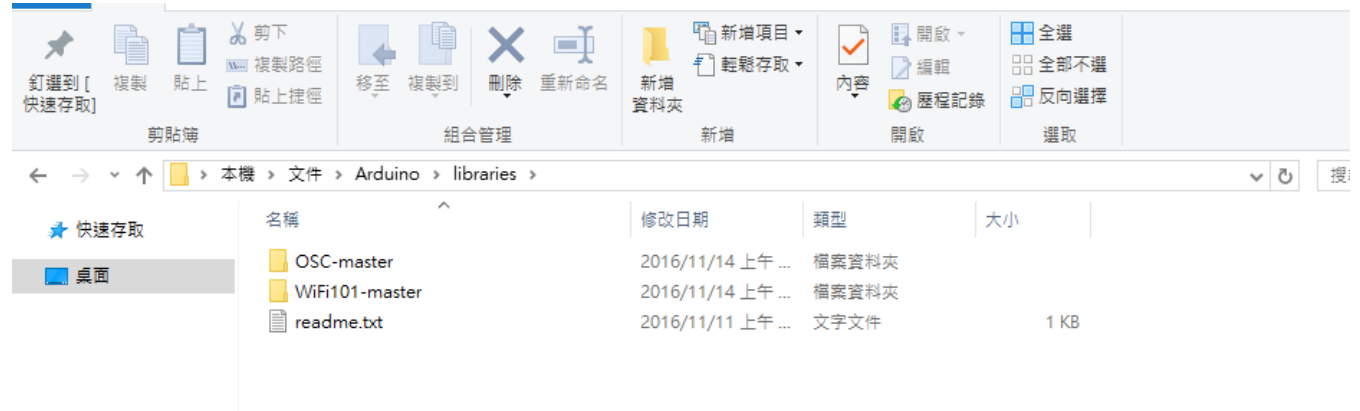 釘選到 [
快速存取]
複製
貼上
剪下
複製路徑
貼上捷徑
剪貼簿
移至
複製到
刪除
重新命名
組合管理
新增
資料夾
新增項目
輕鬆存取
新增
內容
開啟
編輯
歷程記錄
開啟
全選
全部不選
反向選擇
選取
本機 › 文件 › Arduino › libraries ›
快速存取
桌面
名稱 修改日期 類型 大小
OSC-master 2016/11/14 上午 ... 檔案資料夾
WiFi101-master 2016/11/14 上午 ... 檔案資料夾
readme.txt 2016/11/11 上午 ... 文字文件 1 KB